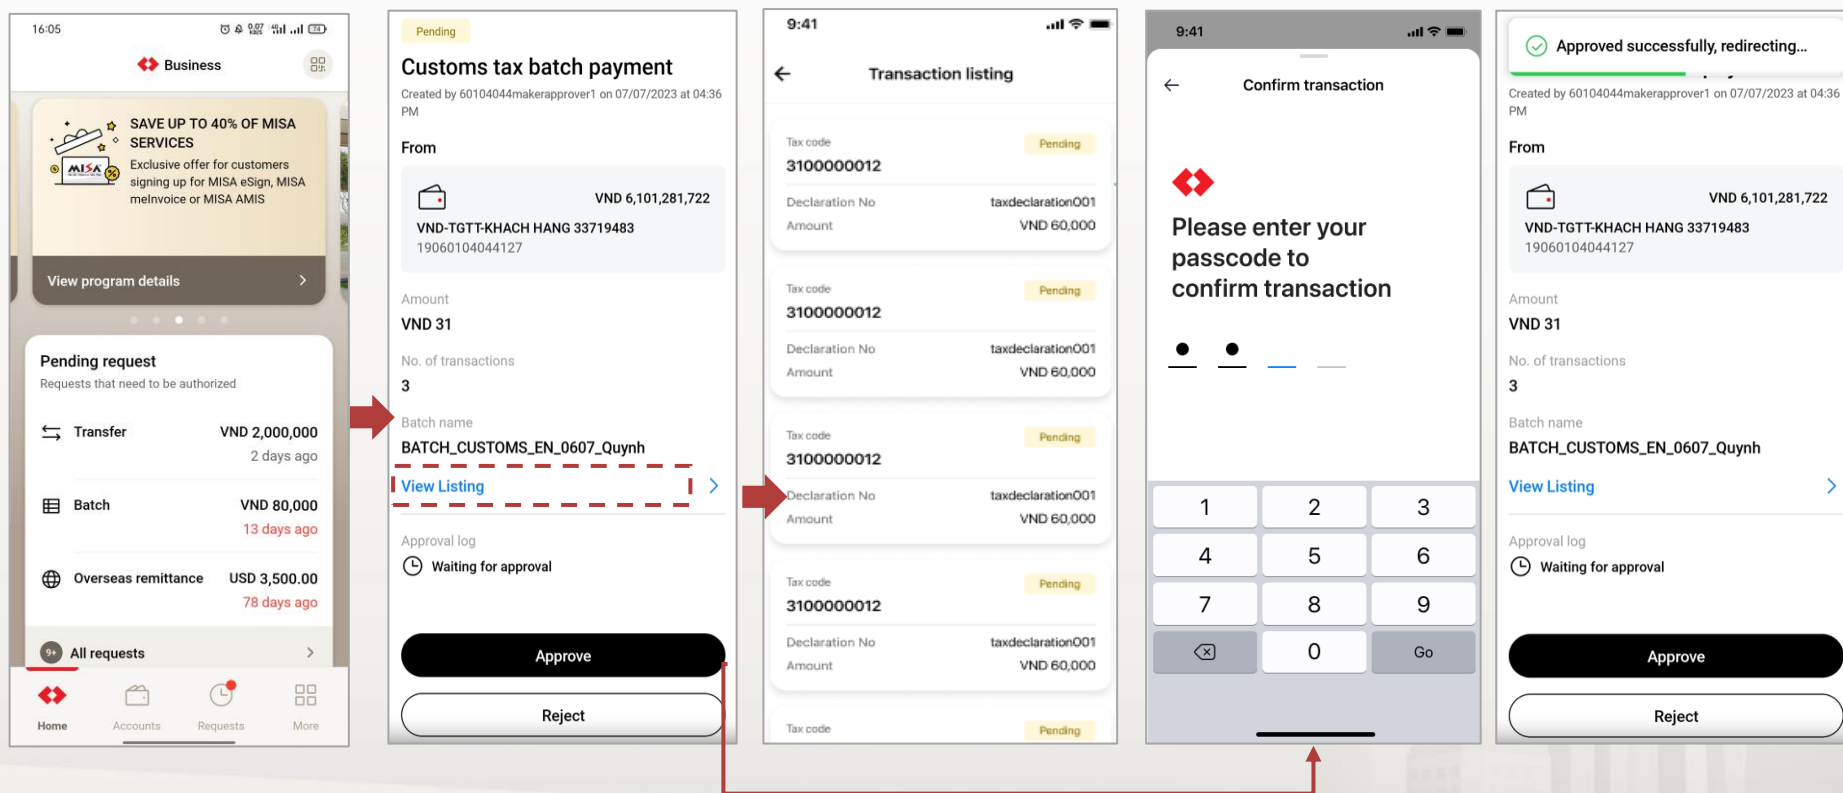 16:05
0.07
KB/S
4G
74
Business
SAVE UP TO 40% OF MISA
SERVICES
Exclusive offer for customers
signing up for MISA eSign, MISA
meInvoice or MISA AMIS
MISA
View program details
Pending request
Requests that need to be authorized
Transfer
VND 2,000,000
2 days ago
Batch
VND 80,000
13 days ago
Overseas remittance
USD 3,500.00
78 days ago
9+
All requests
Home
Accounts
Requests
More
Pending
Customs tax batch payment
Created by 60104044makerapprover1 on 07/07/2023 at 04:36
PM
From
VND 6,101,281,722
VND-TGTT-KHACH HANG 33719483
19060104044127
Amount
VND 31
No. of transactions
3
Batch name
BATCH_CUSTOMS_EN_0607_Quynh
View Listing
Approval log
Waiting for approval
Approve
Reject
9:41
Transaction listing
Tax code
Pending
3100000012
Declaration No
taxdeclaration001
Amount
VND 60,000
Tax code
Pending
3100000012
Declaration No
taxdeclaration001
Amount
VND 60,000
Tax code
Pending
3100000012
Declaration No
taxdeclaration001
Amount
VND 60,000
Tax code
Pending
3100000012
Declaration No
taxdeclaration001
Amount
VND 60,000
Tax code
Pending
9:41
Confirm transaction
Please enter your
passcode to
confirm transaction
1 2 3
4 5 6
7 8 9
0 Go
Approved successfully, redirecting...
Created by 60104044makerapprover1 on 07/07/2023 at 04:36
PM
From
VND 6,101,281,722
VND-TGTT-KHACH HANG 33719483
19060104044127
Amount
VND 31
No. of transactions
3
Batch name
BATCH_CUSTOMS_EN_0607_Quynh
View Listing
Approval log
Waiting for approval
Approve
Reject